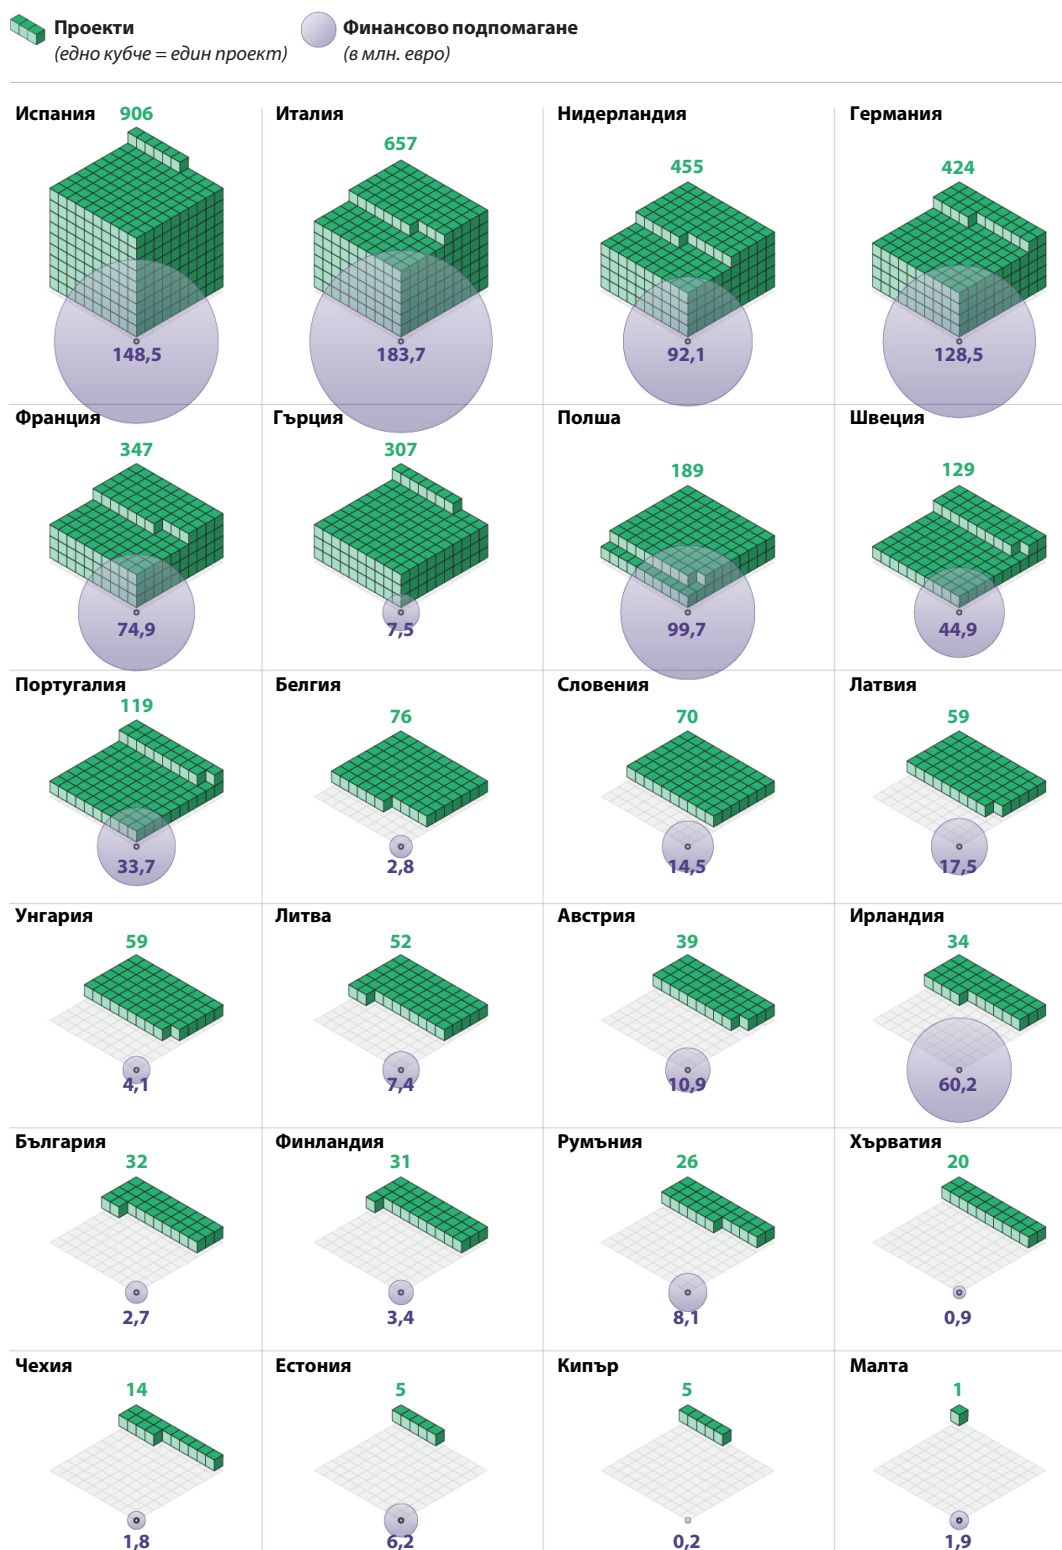 Проекти
(едно кубче = един проект)
Финансово подпомагане
(в млн. евро)
Испания 906
148,5
Италия
657
183,7
Нидерландия
455
92,1
Германия
424
128,5
Франция
347
74,9
Гърция
307
7,5
Полша
189
99,7
Швеция
129
44,9
Португалия
119
33,7
Белгия
76
2,8
Словения
70
14,5
Латвия
59
17,5
Унгария
59
4,1
Литва
52
7,4
Австрия
39
10,9
Ирландия
34
60,2
България
32
2,7
Финландия
31
3,4
Румъния
26
8,1
Хърватия
20
0,9
Чехия
14
1,8
Естония
5
6,2
Кипър
5
0,2
Малта
1
1,9